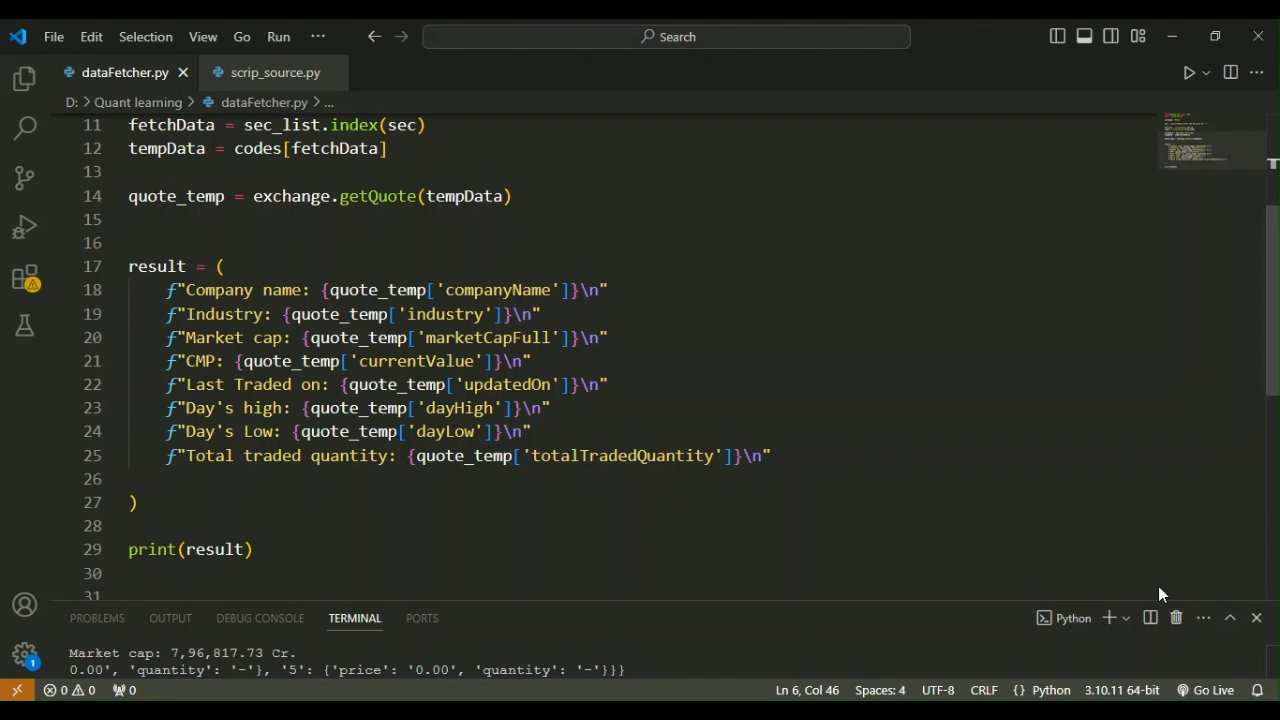 File Edit Selection View Go Run ··· Search
dataFetcher.py scrip_source.py
D: > Quant learning > dataFetcher.py > ...
11 fetchData = sec_list.index(sec)
12 tempData = codes[fetchData]
13
14 quote_temp = exchange.getQuote(tempData)
15
16
17 result = (
18 f"Company name: {quote_temp['companyName']}\n"
19 f"Industry: {quote_temp['industry']}\n"
20 f"Market cap: {quote_temp['marketCapFull']}\n"
21 f"CMP: {quote_temp['currentValue']}\n"
22 f"Last Traded on: {quote_temp['updatedOn']}\n"
23 f"Day's high: {quote_temp['dayHigh']}\n"
24 f"Day's Low: {quote_temp['dayLow']}\n"
25 f"Total traded quantity: {quote_temp['totalTradedQuantity']}\n"
26
27 )
28
29 print(result)
30
31
PROBLEMS OUTPUT DEBUG CONSOLE TERMINAL PORTS Python
Market cap: 7,96,817.73 Cr.
0.00', 'quantity': '-'}, '5': {'price': '0.00', 'quantity': '-'}}}
1
0 0 0 Ln 6, Col 46 Spaces: 4 UTF-8 CRLF {} Python 3.10.11 64-bit Go Live